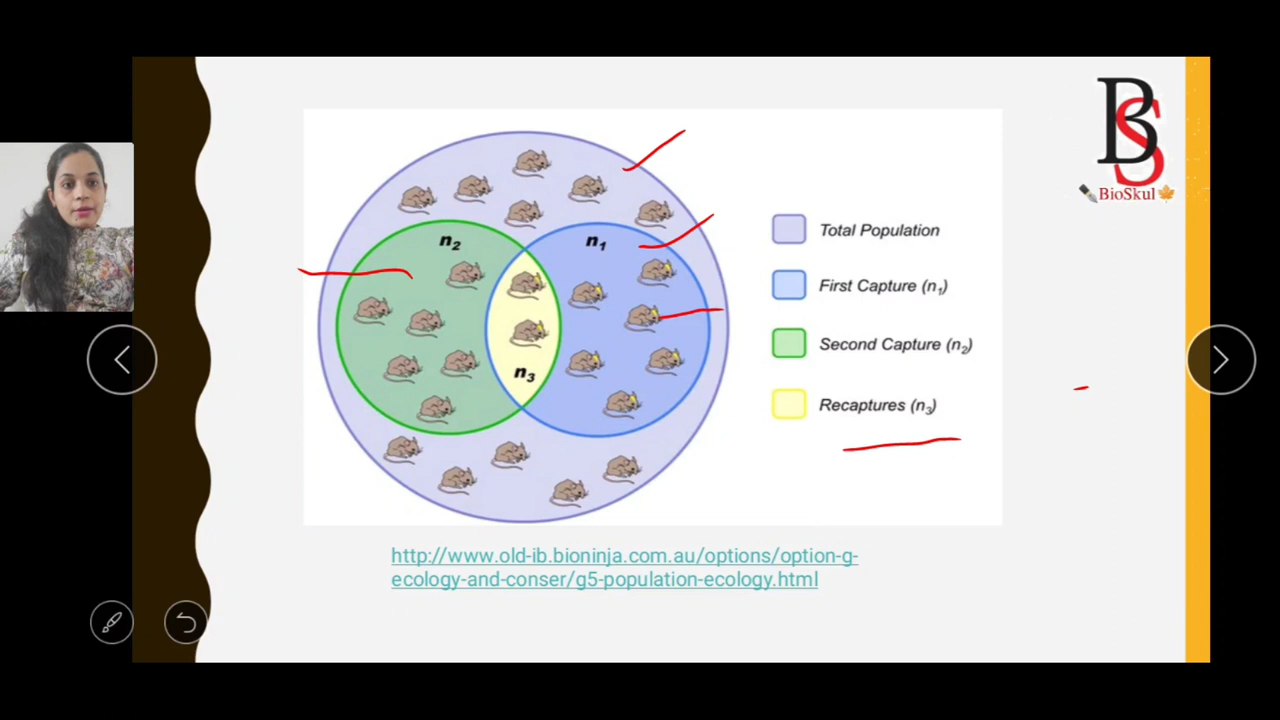 BS
BioSkul
n2
n1
n3
Total Population
First Capture (n1)
Second Capture (n2)
Recaptures (n3)
http://www.old-ib.bioninja.com.au/options/option-g-
ecology-and-conser/g5-population-ecology.html